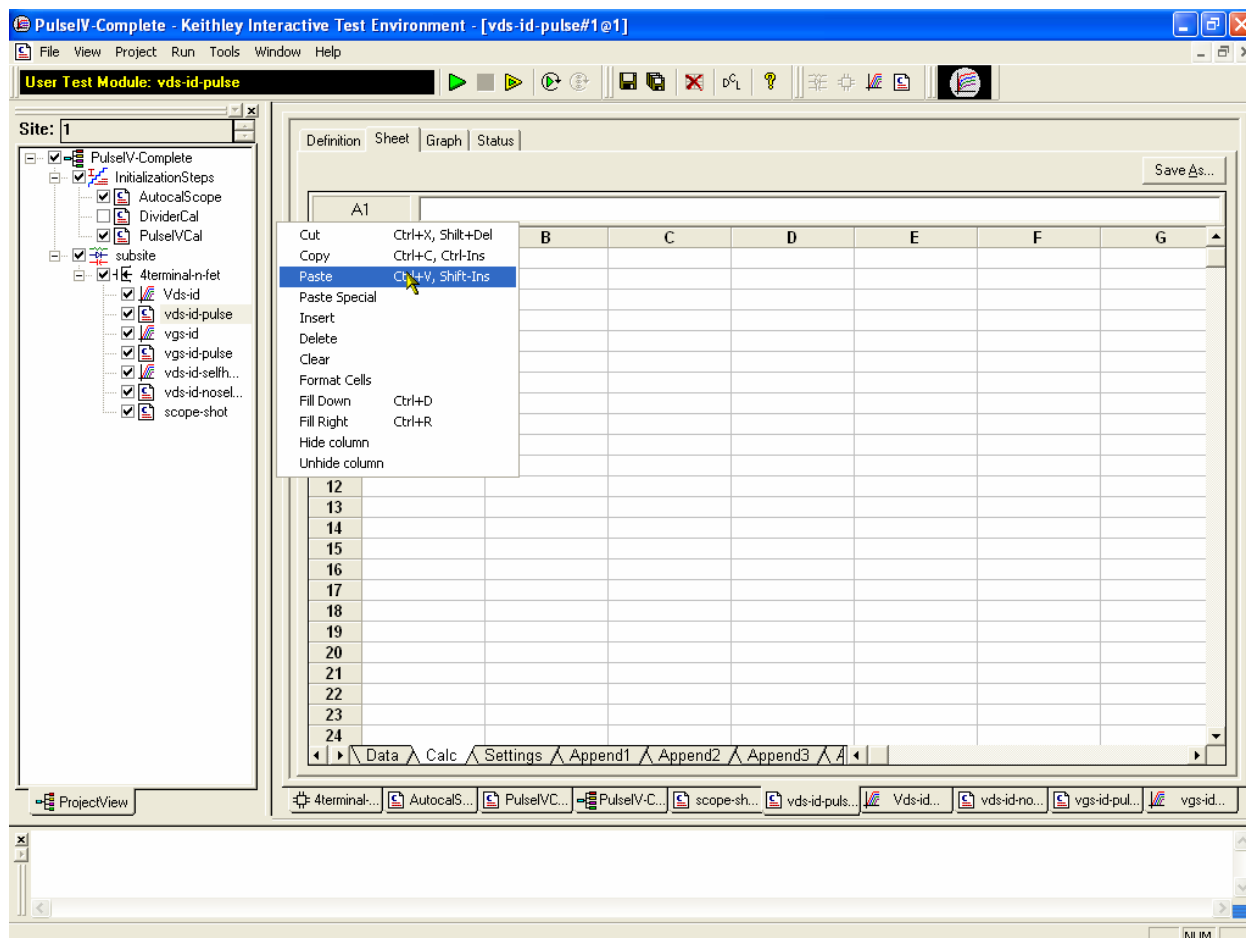 PulseIV-Complete - Keithley Interactive Test Environment - [vds-id-pulse#1@1]
File View Project Run Tools Window Help
User Test Module: vds-id-pulse
Site: 1
PulseIV-Complete
InitializationSteps
AutocalScope
DividerCal
PulseIVCal
subsite
4terminal-n-fet
Vds-id
vds-id-pulse
vgs-id
vgs-id-pulse
vds-id-selfh...
vds-id-nosel...
scope-shot
ProjectView
Definition Sheet Graph Status
Save As...
A1
B C D E F G
Cut Ctrl+X, Shilt+Del
Copy Ctrl+C, Ctrl-Ins
Paste Ctrl+V, Shift-Ins
Paste Special
Insert
Delete
Clear
Format Cells
Fill Down Ctrl+D
Fill Right Ctrl+R
Hide column
Unhide column
12
13
14
15
16
17
18
19
20
21
22
23
24
Data Calc Settings Append1 Append2 Append3 A
4terminal-... AutocalS... PulseIVC... PulseIV-C... scope-sh... vds-id-puls... Vds-id... vds-id-no... vgs-id-pul... vgs-id...
NUM